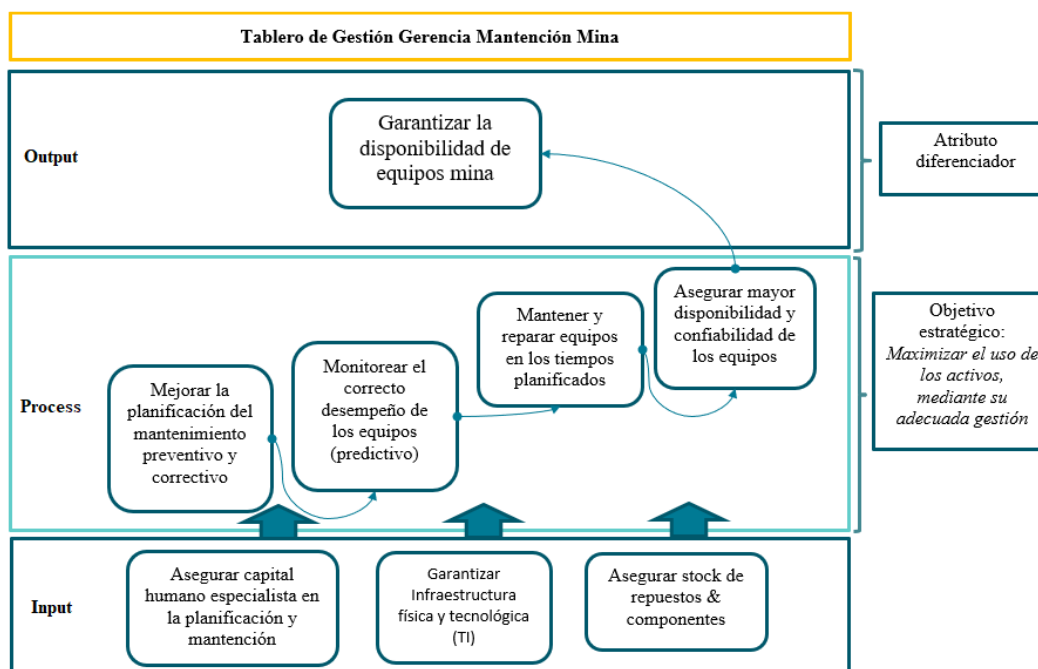 Tablero de Gestión Gerencia Mantención Mina
Output
Garantizar la
disponibilidad de
equipos mina
Atributo
diferenciador
Process
Mejorar la
planificación del
mantenimiento
preventivo y
correctivo
Monitorear el
correcto
desempeño de
los equipos
(predictivo)
Mantener y
reparar equipos
en los tiempos
planificados
Asegurar mayor
disponibilidad y
confiabilidad de
los equipos
Objetivo
estratégico:
Maximizar el uso de
los activos,
mediante su
adecuada gestión
Input
Asegurar capital
humano especialista en
la planificación y
mantención
Garantizar
Infraestructura
física y tecnológica
(TI)
Asegurar stock de
repuestos &
componentes